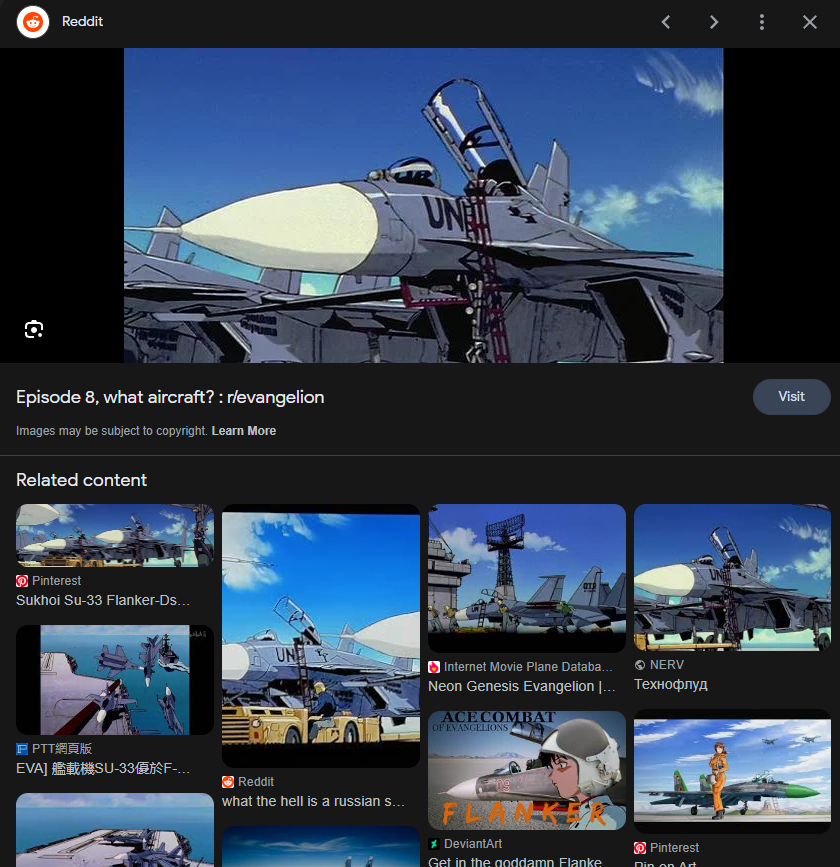 Reddit
UN
Episode 8, what aircraft? : r/evangelion
Visit
Images may be subject to copyright. Learn More
Related content
Pinterest
Sukhoi Su-33 Flanker-Ds...
PTT網頁版
EVA] 艦載機SU-33優於F-...
UN
Reddit
what the hell is a russian s...
Internet Movie Plane Databa...
Neon Genesis Evangelion |...
ACE COMBAT
OF EVANGELIONS
FLANKER
DeviantArt
Get in the goddamn Flanke
UN
NERV
Технофлуд
Pinterest
Pin on Art